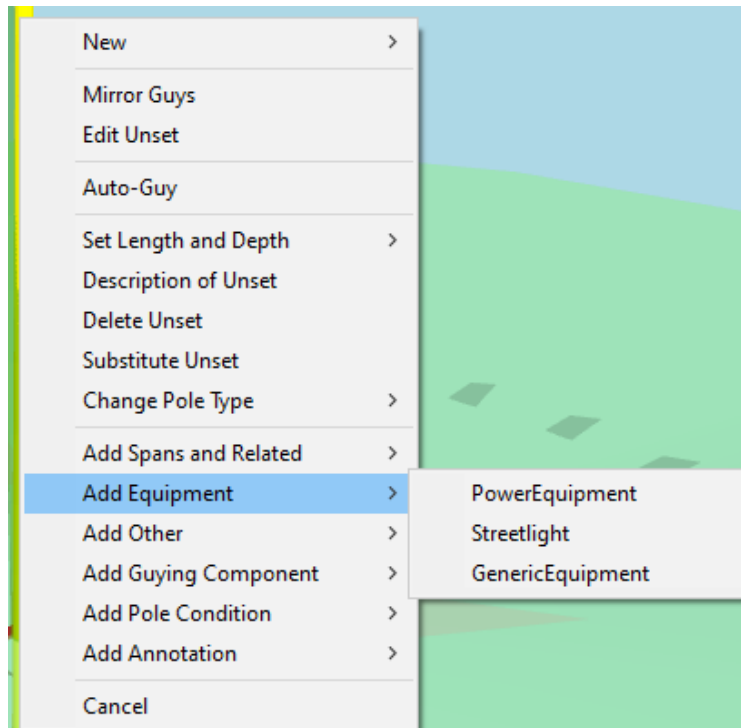 New
Mirror Guys
Edit Unset
Auto-Guy
Set Length and Depth
Description of Unset
Delete Unset
Substitute Unset
Change Pole Type
Add Spans and Related
Add Equipment
PowerEquipment
Add Other
Streetlight
Add Guying Component
GenericEquipment
Add Pole Condition
Add Annotation
Cancel